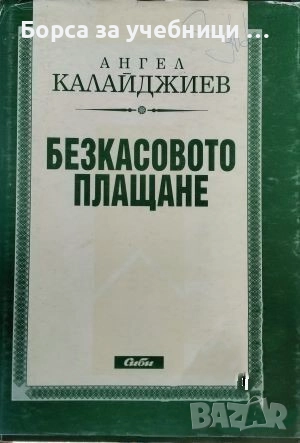 Борса за учебници
АНГЕЛ
КАЛАЙДЖИЕВ
БЕЗКАСОВОТО
ПЛАЩАНЕ
Сиби
BAZAR